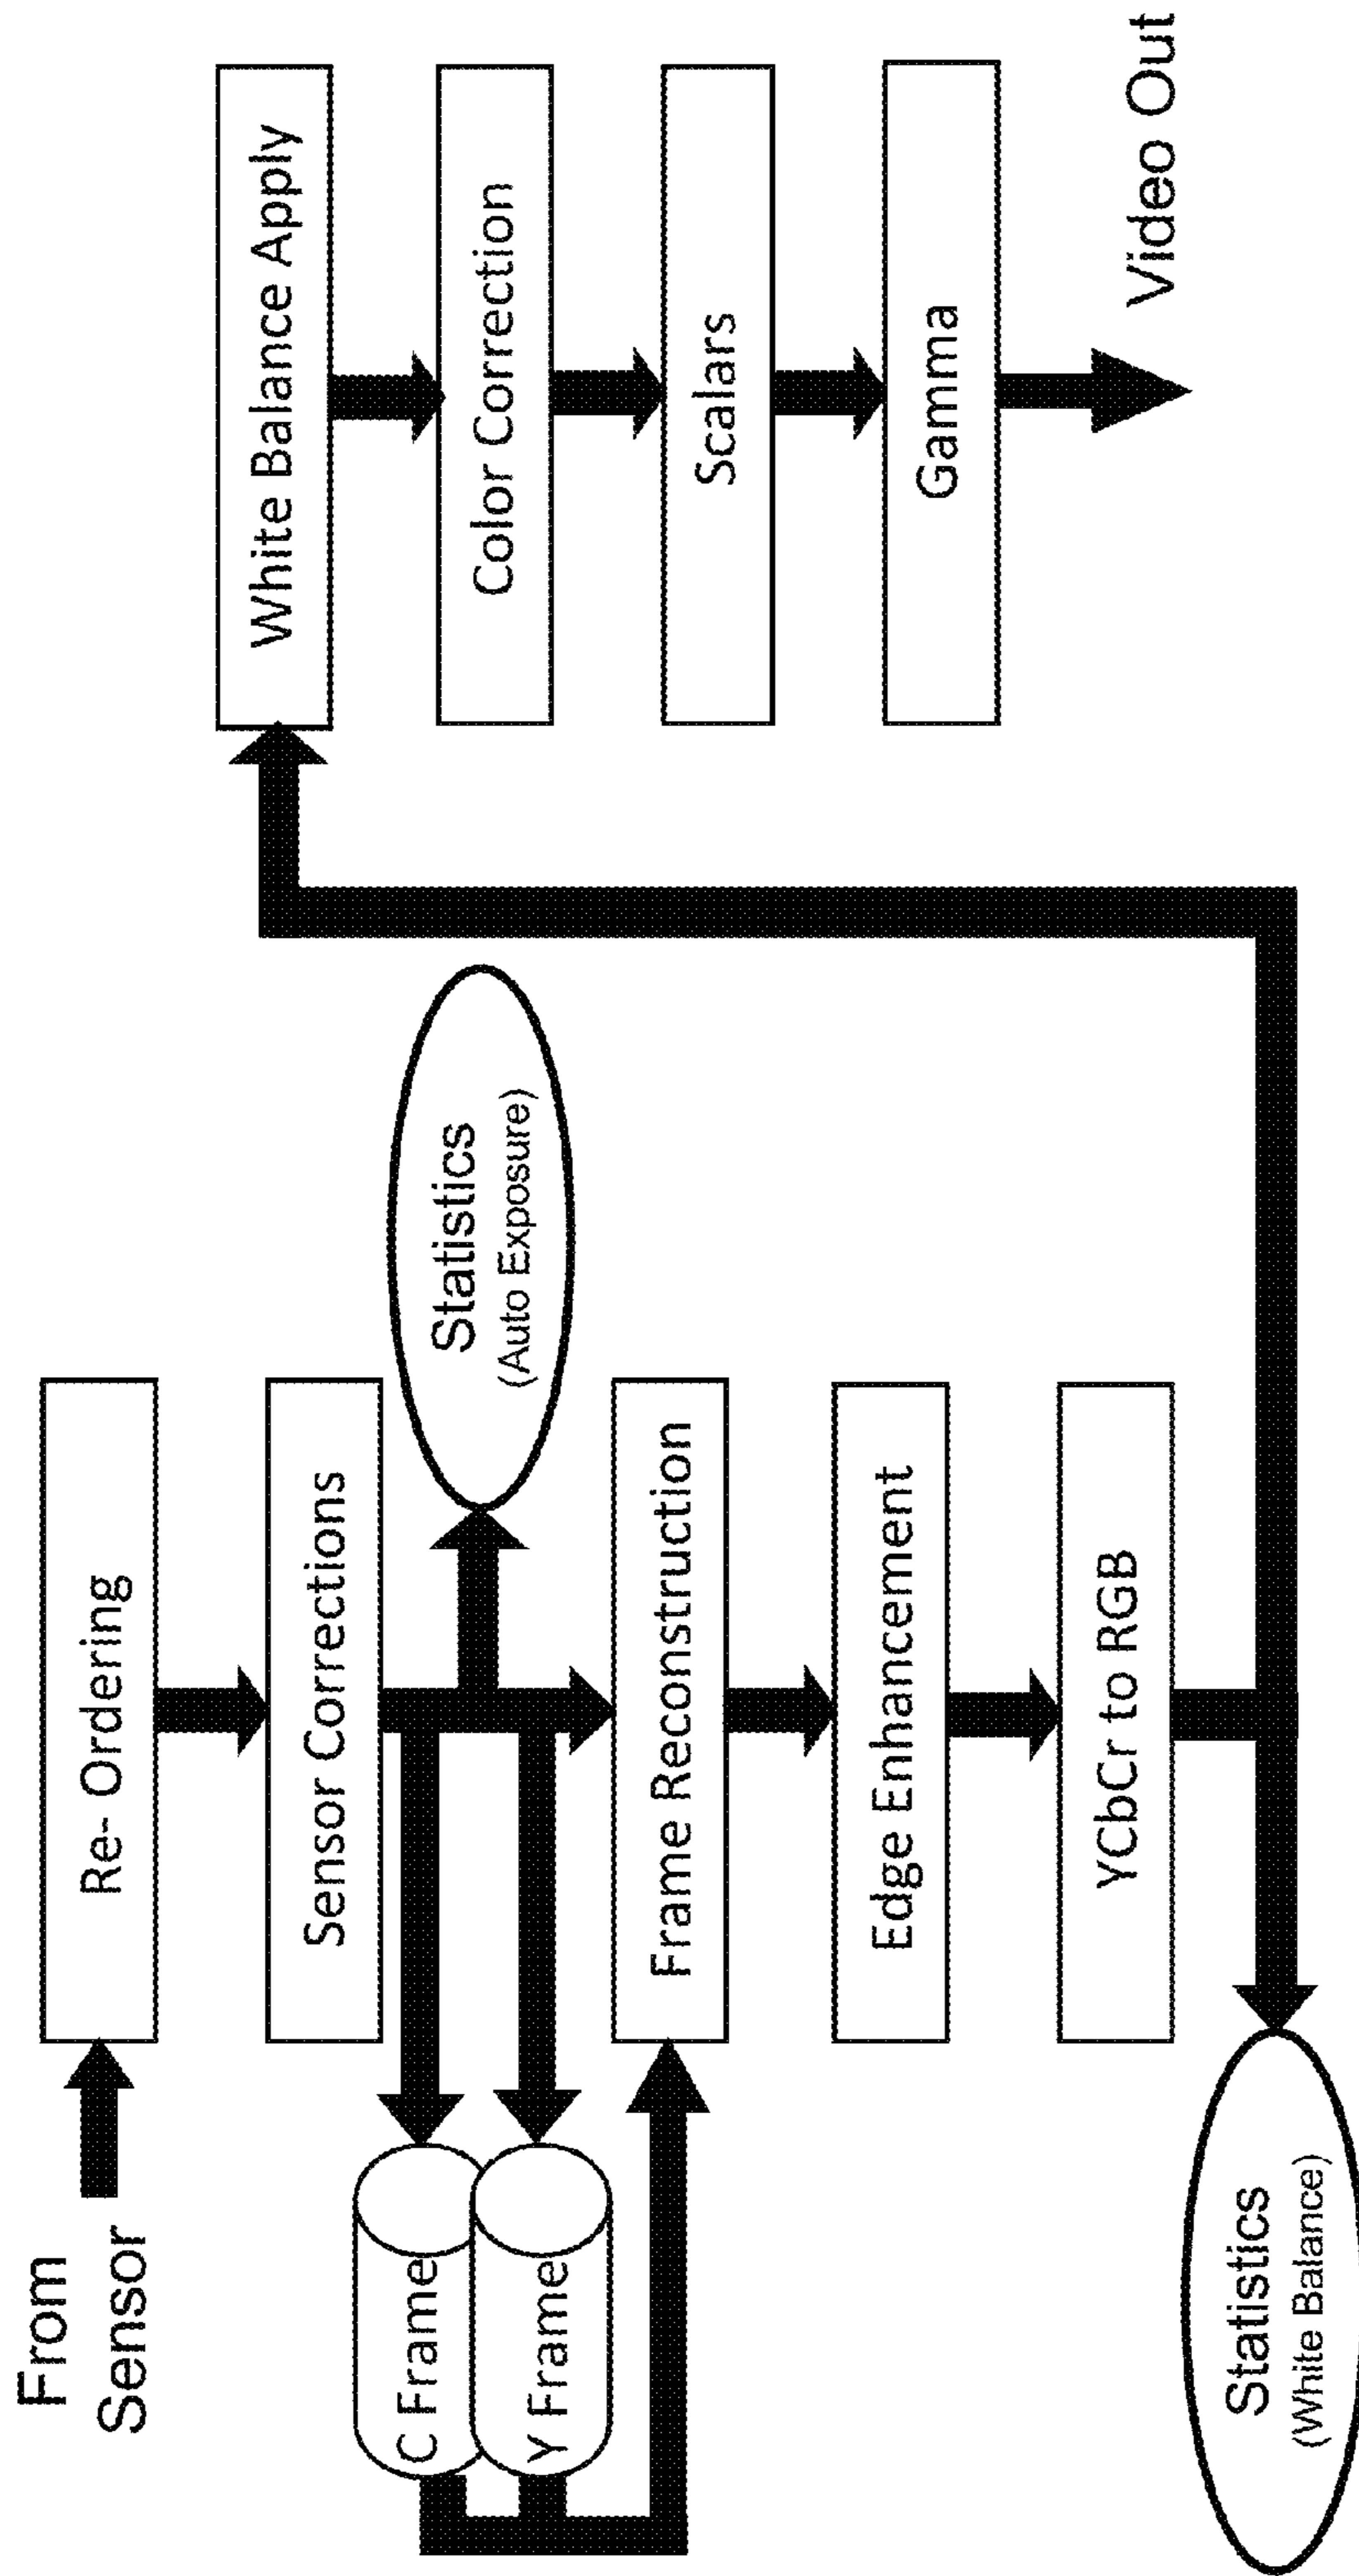 From
Sensor
Re- Ordering
Sensor Corrections
C Frame
Y Frame
Statistics
(Auto Exposure)
Frame Reconstruction
Edge Enhancement
YCbCr to RGB
Statistics
(White Balance)
White Balance Apply
Color Correction
Scalars
Gamma
Video Out